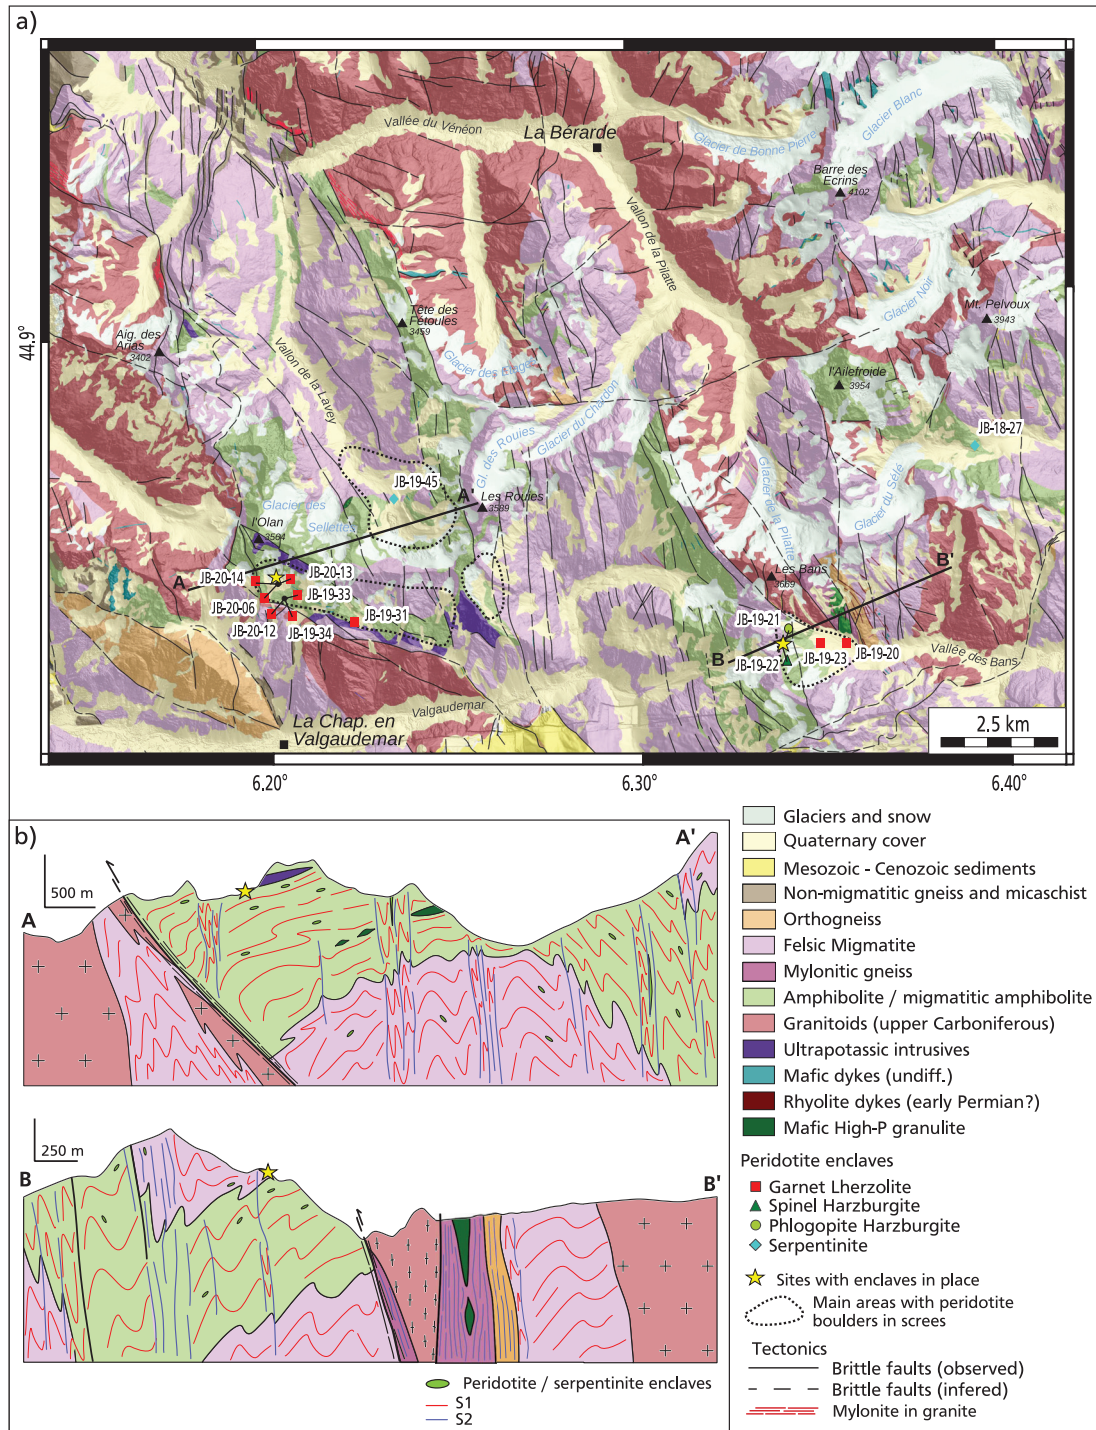 a)
Vallée du Vénéon
La Bérarde
Glacier de Bonne Pierre
Glacier Blanc
Barre des
Ecrins
4102
Vallon de la Pilatte
Glacier Noir
Mt. Pelvoux
3943
Tête des
Fétoules
3459
Aig. des
Arias
3402
44.9°
Vallon de la Lavey
Glacier des Etages
Glacier du Chardon
Gl. des Rouies
l'Ailefroide
3954
JB-18-27
Glacier de la Pilatte
Glacier du Sélé
JB-19-45
A'
Les Rouies
3589
Glacier des
Sellettes
l'Olan
3564
A
JB-20-14
JB-20-13
JB-20-06
JB-19-33
JB-20-12
JB-19-34
JB-19-31
Les Bans
3669
B'
JB-19-21
B
JB-19-22
JB-19-23
JB-19-20
Vallée des Bans
Valgaudemar
La Chap. en
Valgaudemar
2.5 km
6.20°
6.30°
6.40°
b)
500 m
A
A'
250 m
B
B'
Peridotite / serpentinite enclaves
S1
S2
Glaciers and snow
Quaternary cover
Mesozoic - Cenozoic sediments
Non-migmatitic gneiss and micaschist
Orthogneiss
Felsic Migmatite
Mylonitic gneiss
Amphibolite / migmatitic amphibolite
Granitoids (upper Carboniferous)
Ultrapotassic intrusives
Mafic dykes (undiff.)
Rhyolite dykes (early Permian?)
Mafic High-P granulite
Peridotite enclaves
Garnet Lherzolite
Spinel Harzburgite
Phlogopite Harzburgite
Serpentinite
Sites with enclaves in place
Main areas with peridotite
boulders in screes
Tectonics
Brittle faults (observed)
Brittle faults (infered)
Mylonite in granite